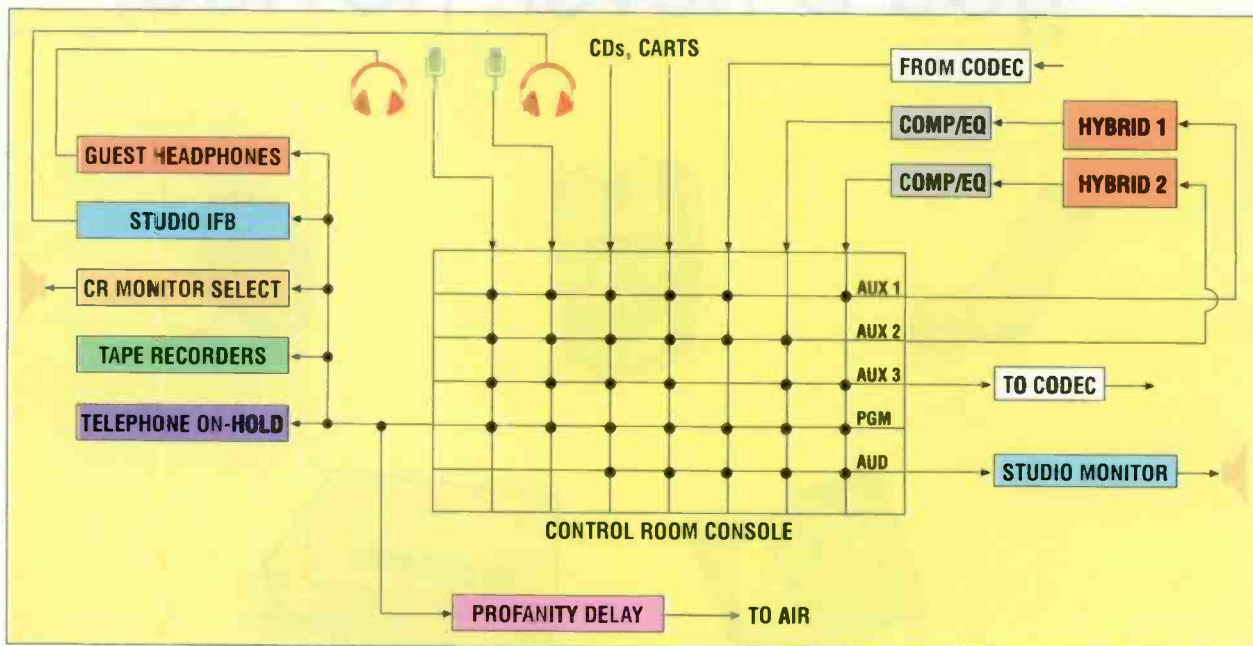 CDs, CARTS
FROM CODEC
COMP/EQ
HYBRID 1
COMP/EQ
HYBRID 2
GUEST HEADPHONES
STUDIO IFB
CR MONITOR SELECT
TAPE RECORDERS
TELEPHONE ON-HOLD
AUX 1
AUX 2
AUX 3
PGM
AUD
TO CODEC
STUDIO MONITOR
CONTROL ROOM CONSOLE
PROFANITY DELAY
TO AIR